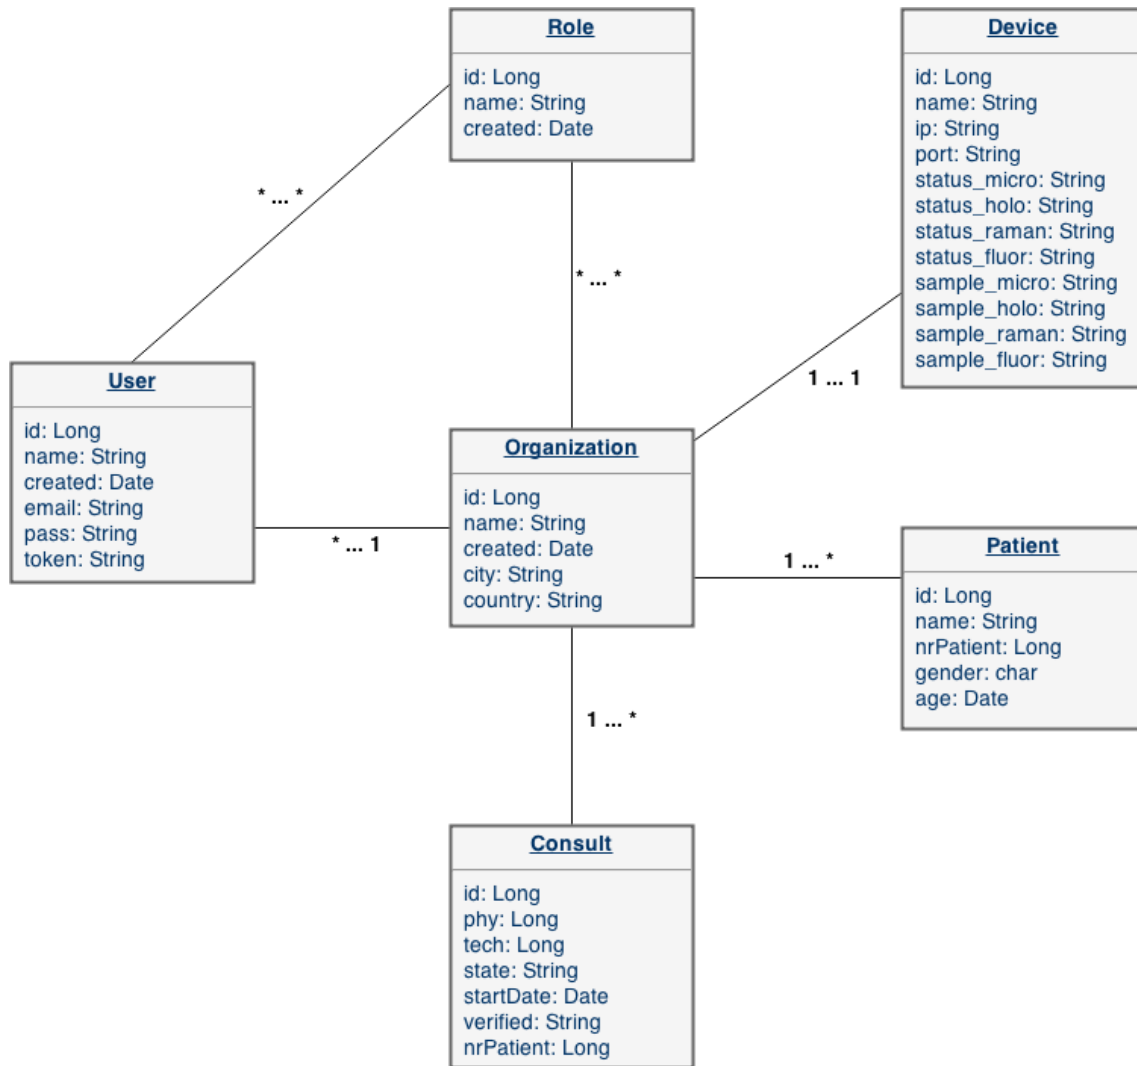 Role
id: Long
name: String
created: Date
Device
id: Long
name: String
ip: String
port: String
status_micro: String
status_holo: String
status_raman: String
status_fluor: String
sample_micro: String
sample_holo: String
sample_raman: String
sample_fluor: String
* ... *
* ... *
1 ... 1
User
id: Long
name: String
created: Date
email: String
pass: String
token: String
* ... 1
Organization
id: Long
name: String
created: Date
city: String
country: String
1 ... *
Patient
id: Long
name: String
nrPatient: Long
gender: char
age: Date
1 ... *
Consult
id: Long
phy: Long
tech: Long
state: String
startDate: Date
verified: String
nrPatient: Long